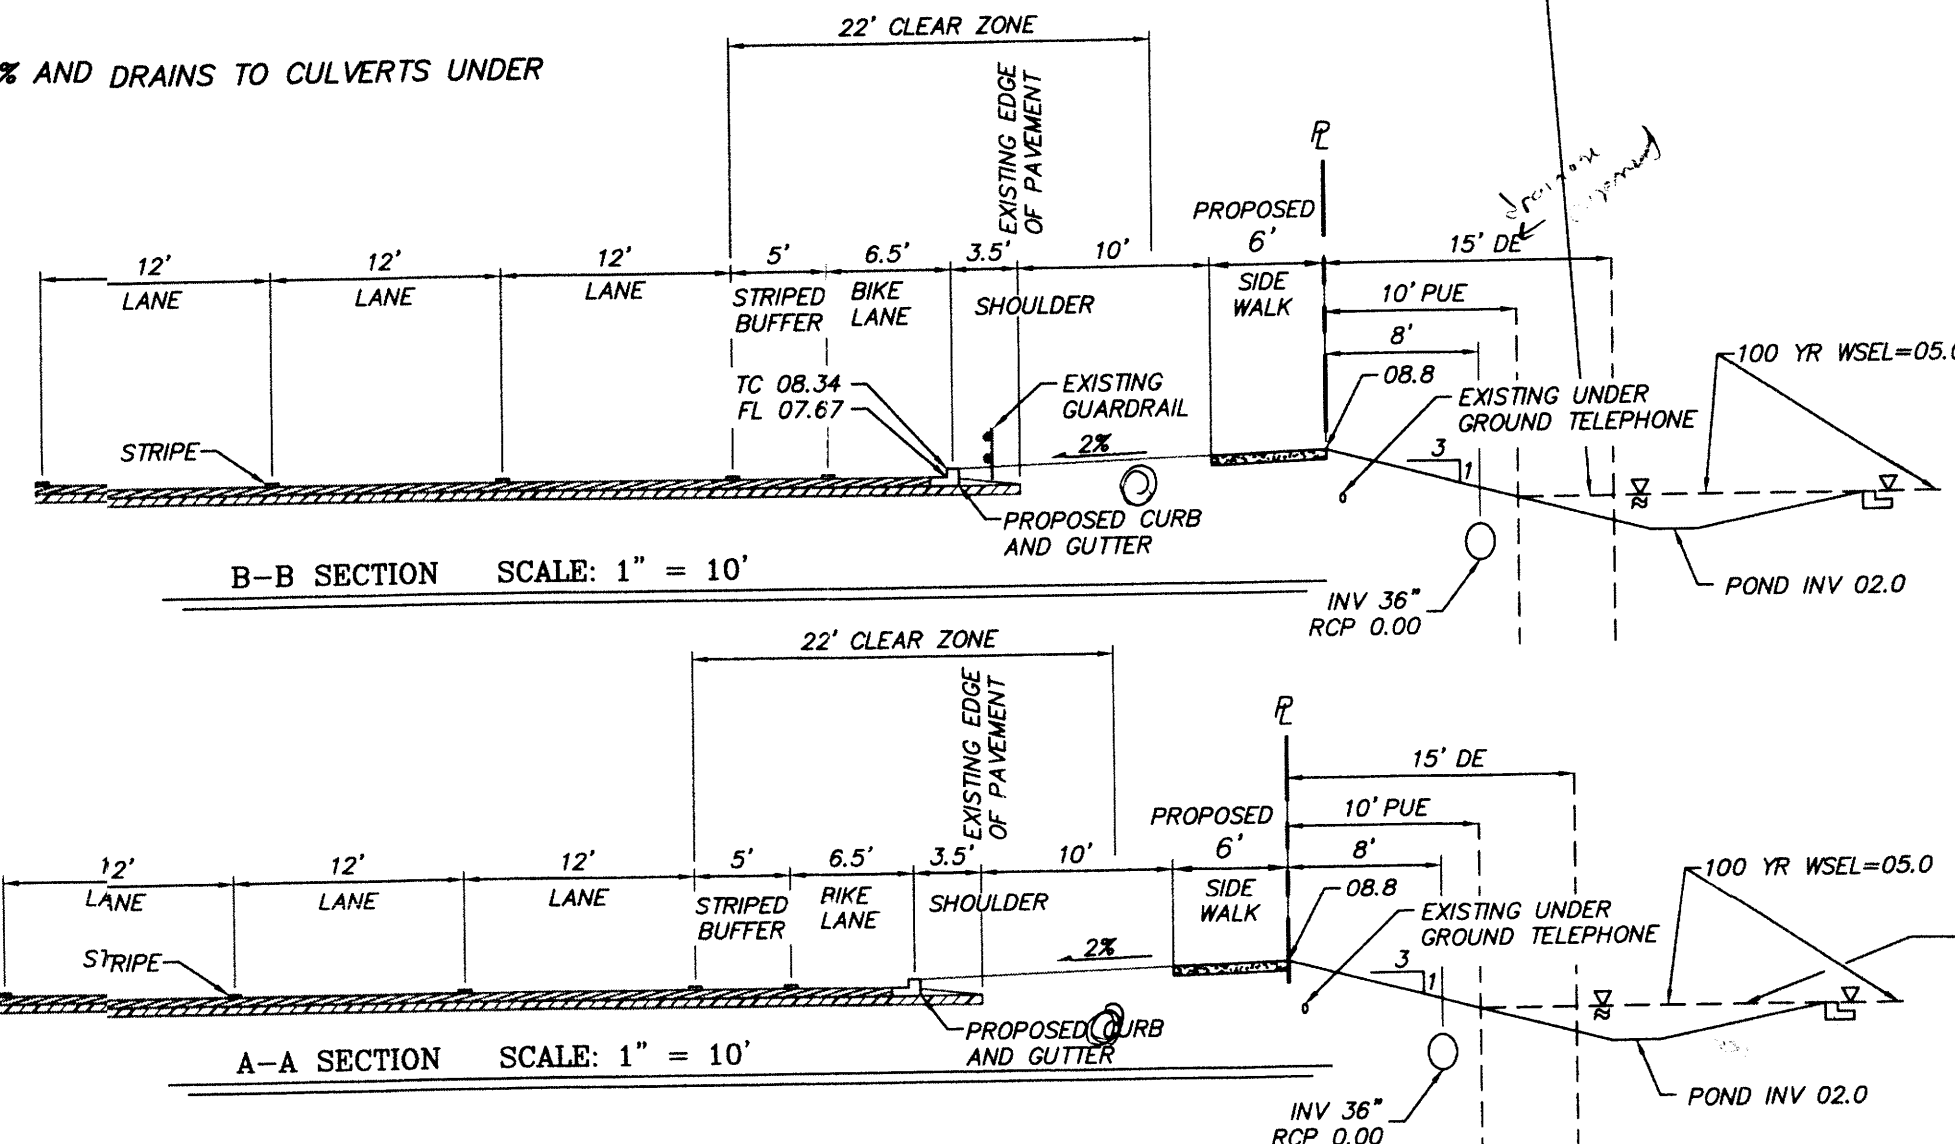 22' CLEAR ZONE
% AND DRAINS TO CULVERTS UNDER
EXISTING EDGE
OF PAVEMENT
PL
drainage
PROPOSED
12'
LANE
12'
LANE
12'
LANE
5'
STRIPED
BUFFER
6.5'
BIKE
LANE
3.5'
SHOULDER
10'
6'
SIDE
WALK
15' DE
10' PUE
8'
100 YR WSEL=05.0
TC 08.34
FL 07.67
EXISTING
GUARDRAIL
08.8
EXISTING UNDER
GROUND TELEPHONE
STRIPE
2%
3
1
PROPOSED CURB
AND GUTTER
B-B SECTION SCALE: 1" = 10'
INV 36"
RCP 0.00
POND INV 02.0
22' CLEAR ZONE
EXISTING EDGE
OF PAVEMENT
PL
15' DE
PROPOSED
10' PUE
12'
LANE
12'
LANE
12'
LANE
5'
STRIPED
BUFFER
6.5'
BIKE
LANE
3.5'
SHOULDER
10'
6'
SIDE
WALK
8'
08.8
100 YR WSEL=05.0
EXISTING UNDER
GROUND TELEPHONE
STRIPE
2%
3
1
PROPOSED CURB
AND GUTTER
A-A SECTION SCALE: 1" = 10'
INV 36"
RCP 0.00
POND INV 02.0